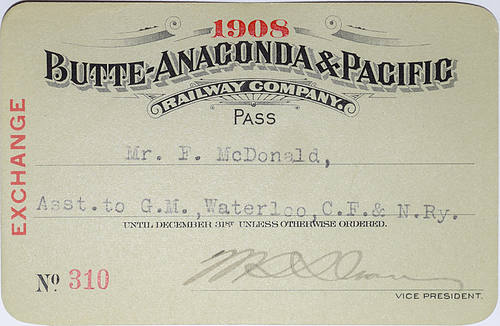 1908
BUTTE-ANACONDA & PACIFIC
RAILWAY COMPANY.
PASS
EXCHANGE
Mr. F. McDonald,
Asst. to G.M., Waterloo, C.F. & N.Ry.
UNTIL DECEMBER 31ST UNLESS OTHERWISE ORDERED.
No 310
VICE PRESIDENT.